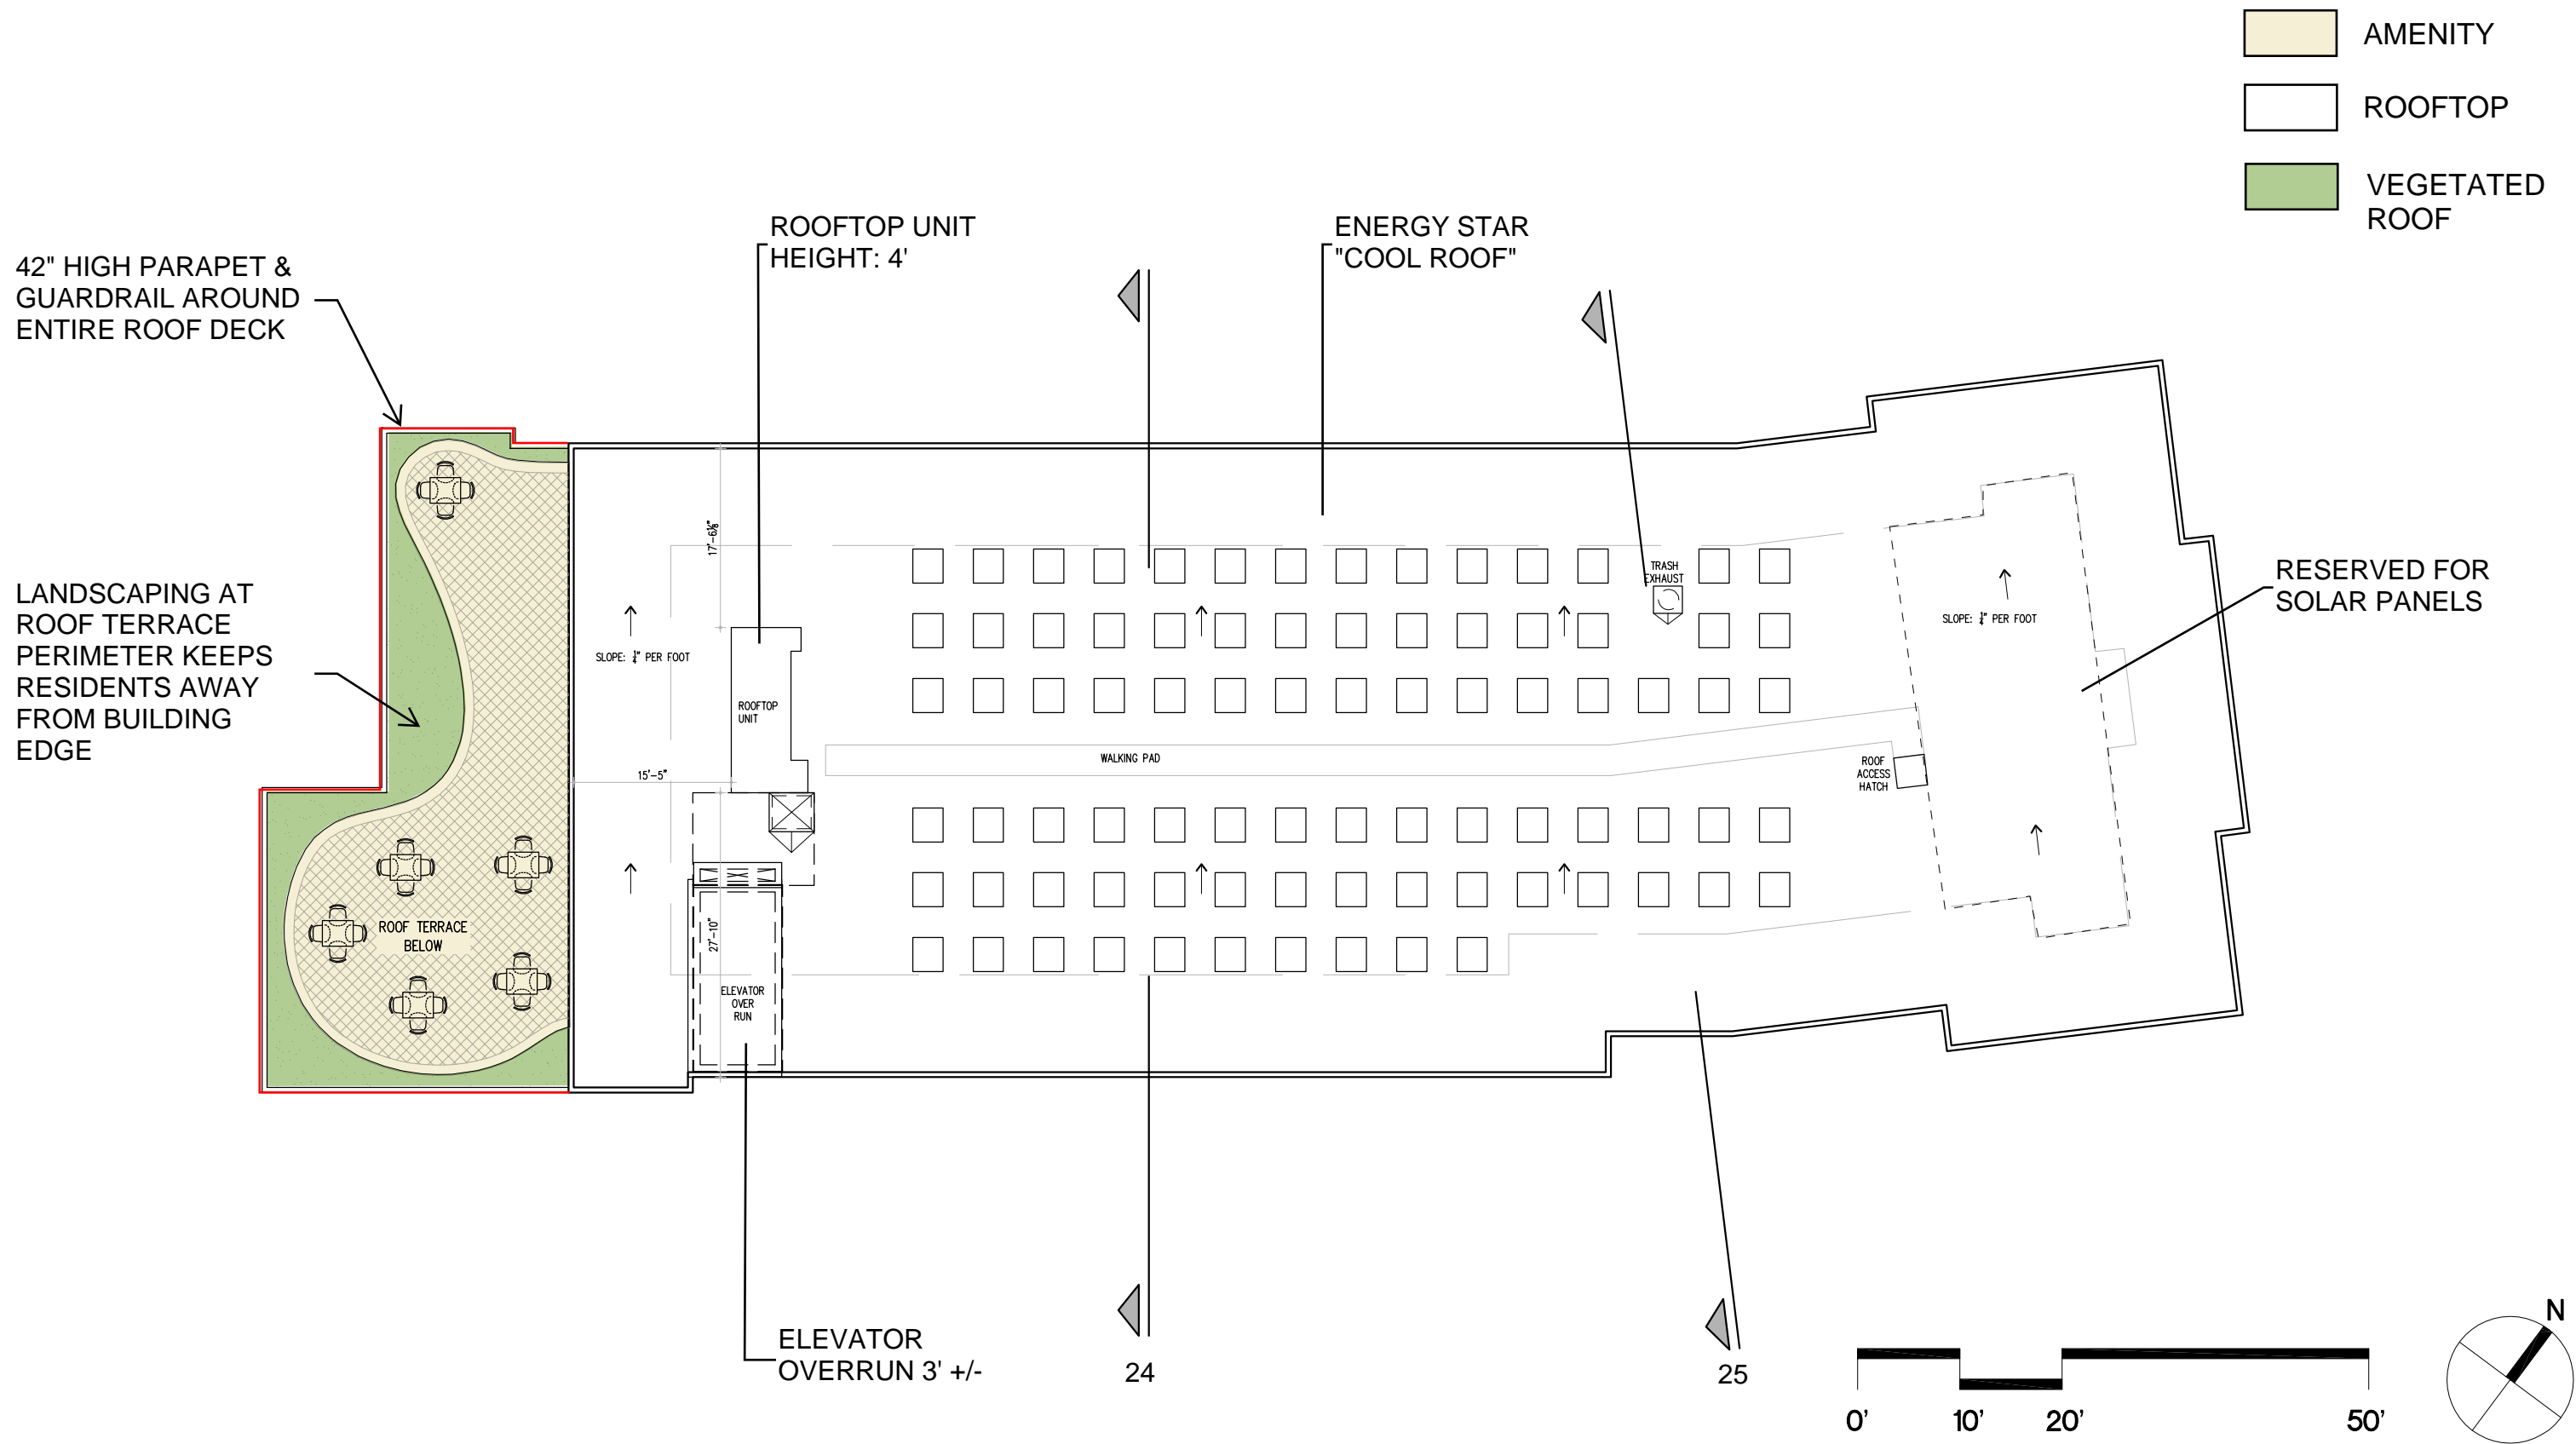 AMENITY
ROOFTOP
VEGETATED
ROOF
ROOFTOP UNIT
HEIGHT: 4'
ENERGY STAR
"COOL ROOF"
42" HIGH PARAPET &
GUARDRAIL AROUND
ENTIRE ROOF DECK
LANDSCAPING AT
ROOF TERRACE
PERIMETER KEEPS
RESIDENTS AWAY
FROM BUILDING
EDGE
17'-6⅛"
TRASH
EXHAUST
RESERVED FOR
SOLAR PANELS
SLOPE: ¼" PER FOOT
SLOPE: ¼" PER FOOT
ROOFTOP
UNIT
WALKING PAD
15'-5"
ROOF
ACCESS
HATCH
ROOF TERRACE
BELOW
27'-10"
ELEVATOR
OVER
RUN
ELEVATOR
OVERRUN 3' +/-
24
25
0'
10'
20'
50'
N